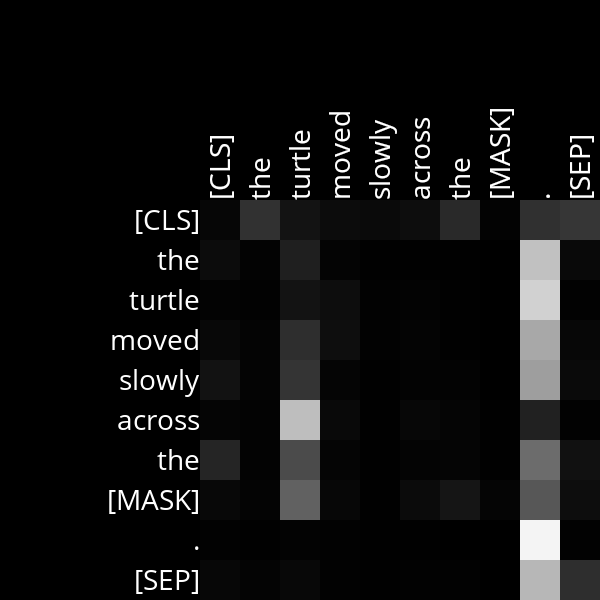 [CLS] the turtle moved slowly across the [MASK] . [SEP]
[CLS]
the
turtle
moved
slowly
across
the
[MASK]
.
[SEP]